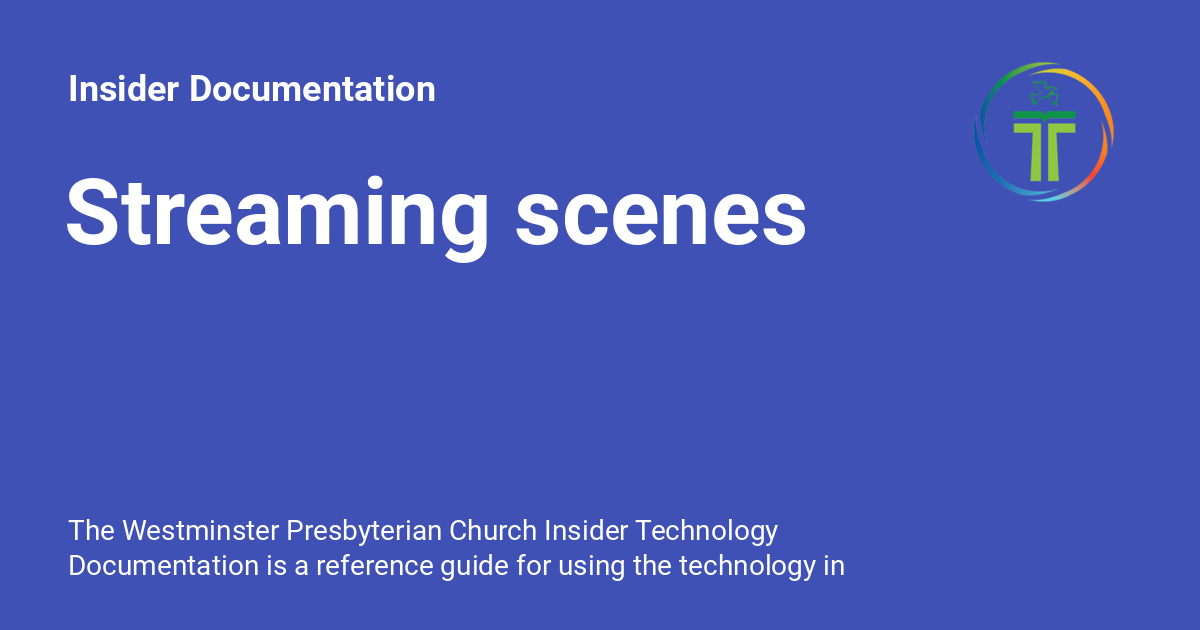 Insider Documentation
Streaming scenes
The Westminster Presbyterian Church Insider Technology
Documentation is a reference guide for using the technology in